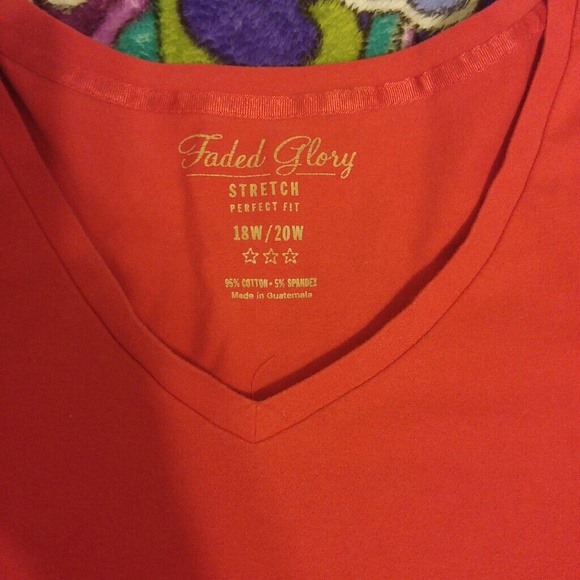 Faded Glory
STRETCH
PERFECT FIT
18W/20W
95% COTTON • 5% SPANDEX
Made in Guatemala